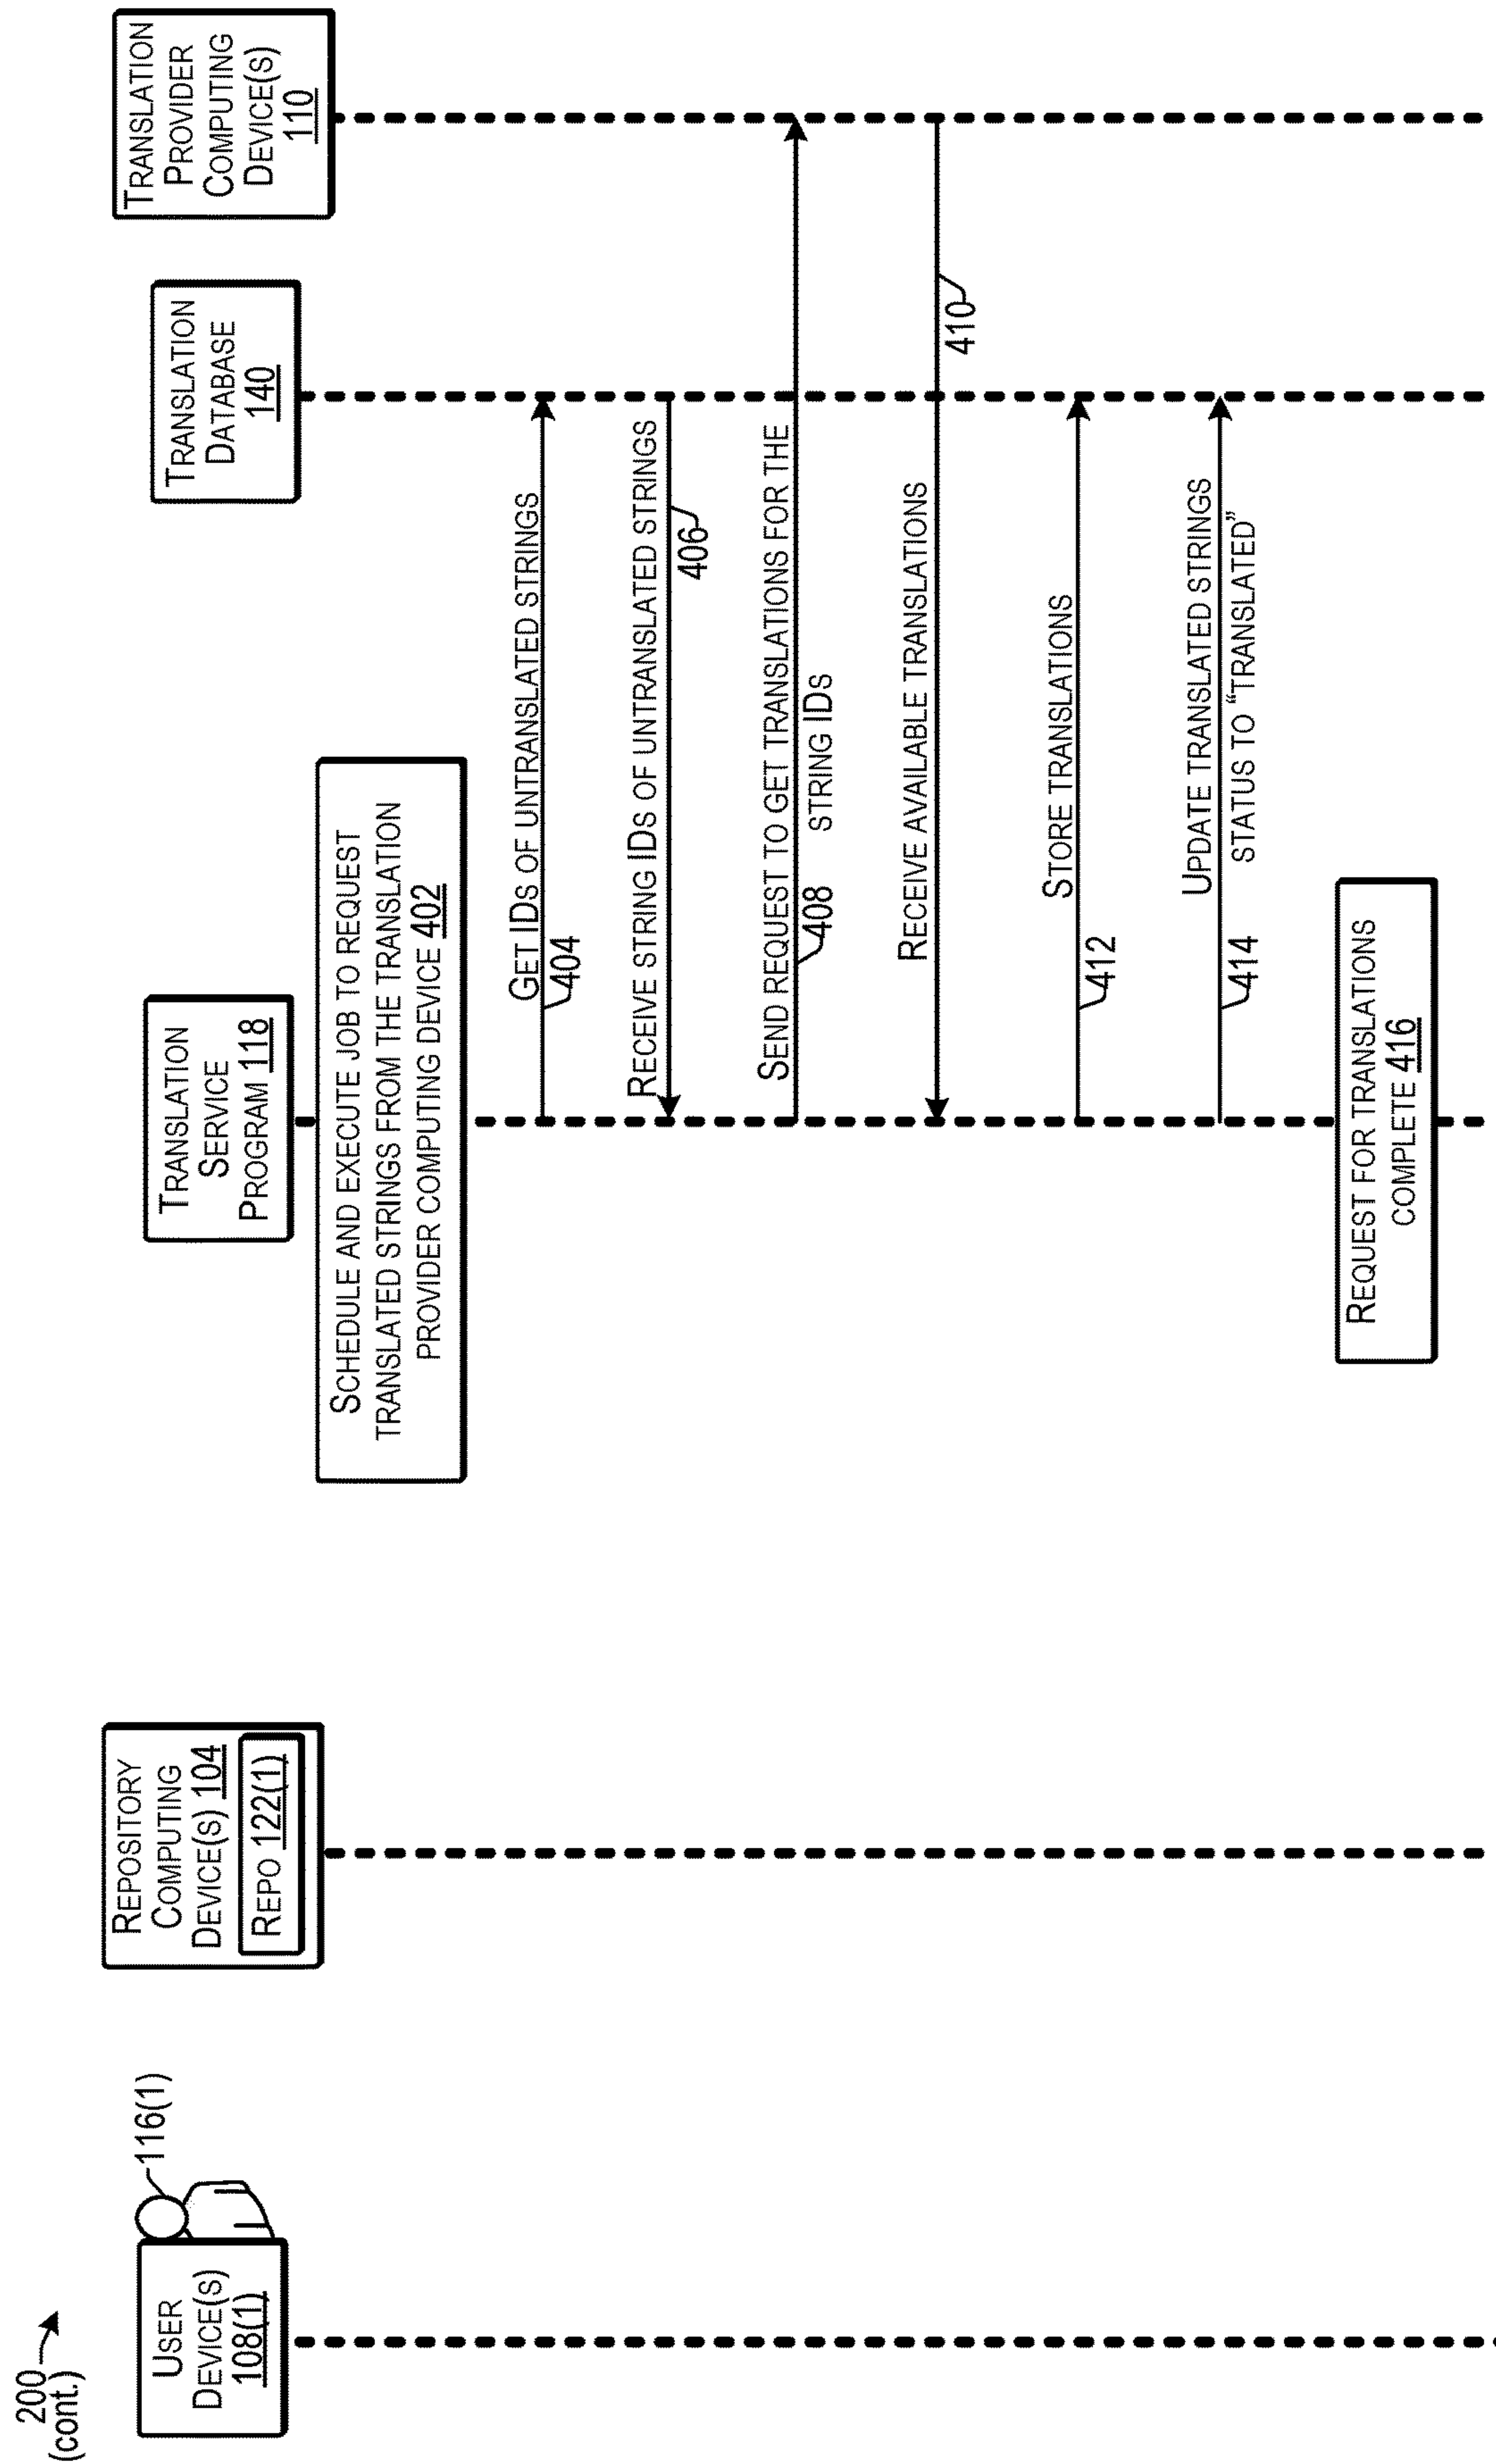 200
(cont.)
USER
DEVICE(S)
108(1)
116(1)
REPOSITORY
COMPUTING
DEVICE(S) 104
REPO 122(1)
TRANSLATION
SERVICE
PROGRAM 118
TRANSLATION
DATABASE
140
TRANSLATION
PROVIDER
COMPUTING
DEVICE(S)
110
SCHEDULE AND EXECUTE JOB TO REQUEST
TRANSLATED STRINGS FROM THE TRANSLATION
PROVIDER COMPUTING DEVICE 402
GET IDS OF UNTRANSLATED STRINGS
404
RECEIVE STRING IDS OF UNTRANSLATED STRINGS
406
SEND REQUEST TO GET TRANSLATIONS FOR THE
408
STRING IDS
RECEIVE AVAILABLE TRANSLATIONS
410
STORE TRANSLATIONS
412
UPDATE TRANSLATED STRINGS
414
STATUS TO “TRANSLATED”
REQUEST FOR TRANSLATIONS
COMPLETE 416